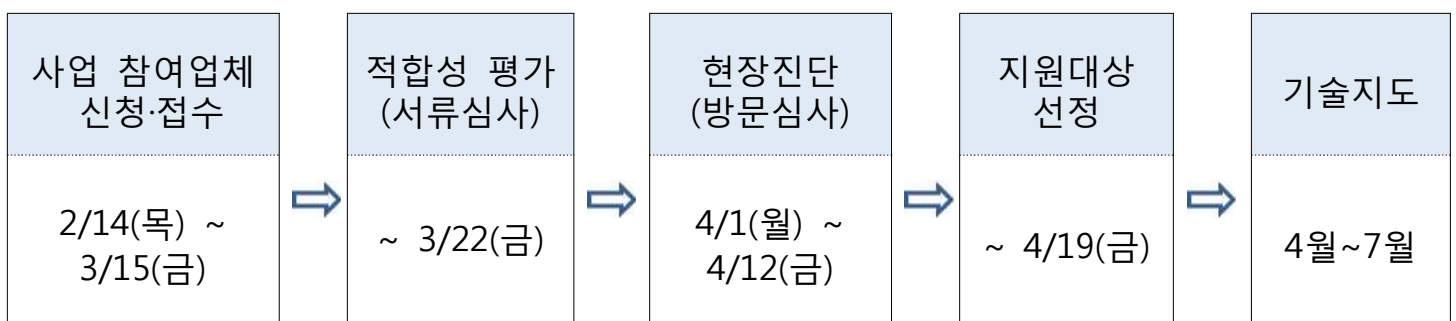 사업 참여업체
신청·접수
2/14(목) ~
3/15(금)
적합성 평가
(서류심사)
~ 3/22(금)
현장진단
(방문심사)
4/1(월) ~
4/12(금)
지원대상
선정
~ 4/19(금)
기술지도
4월~7월